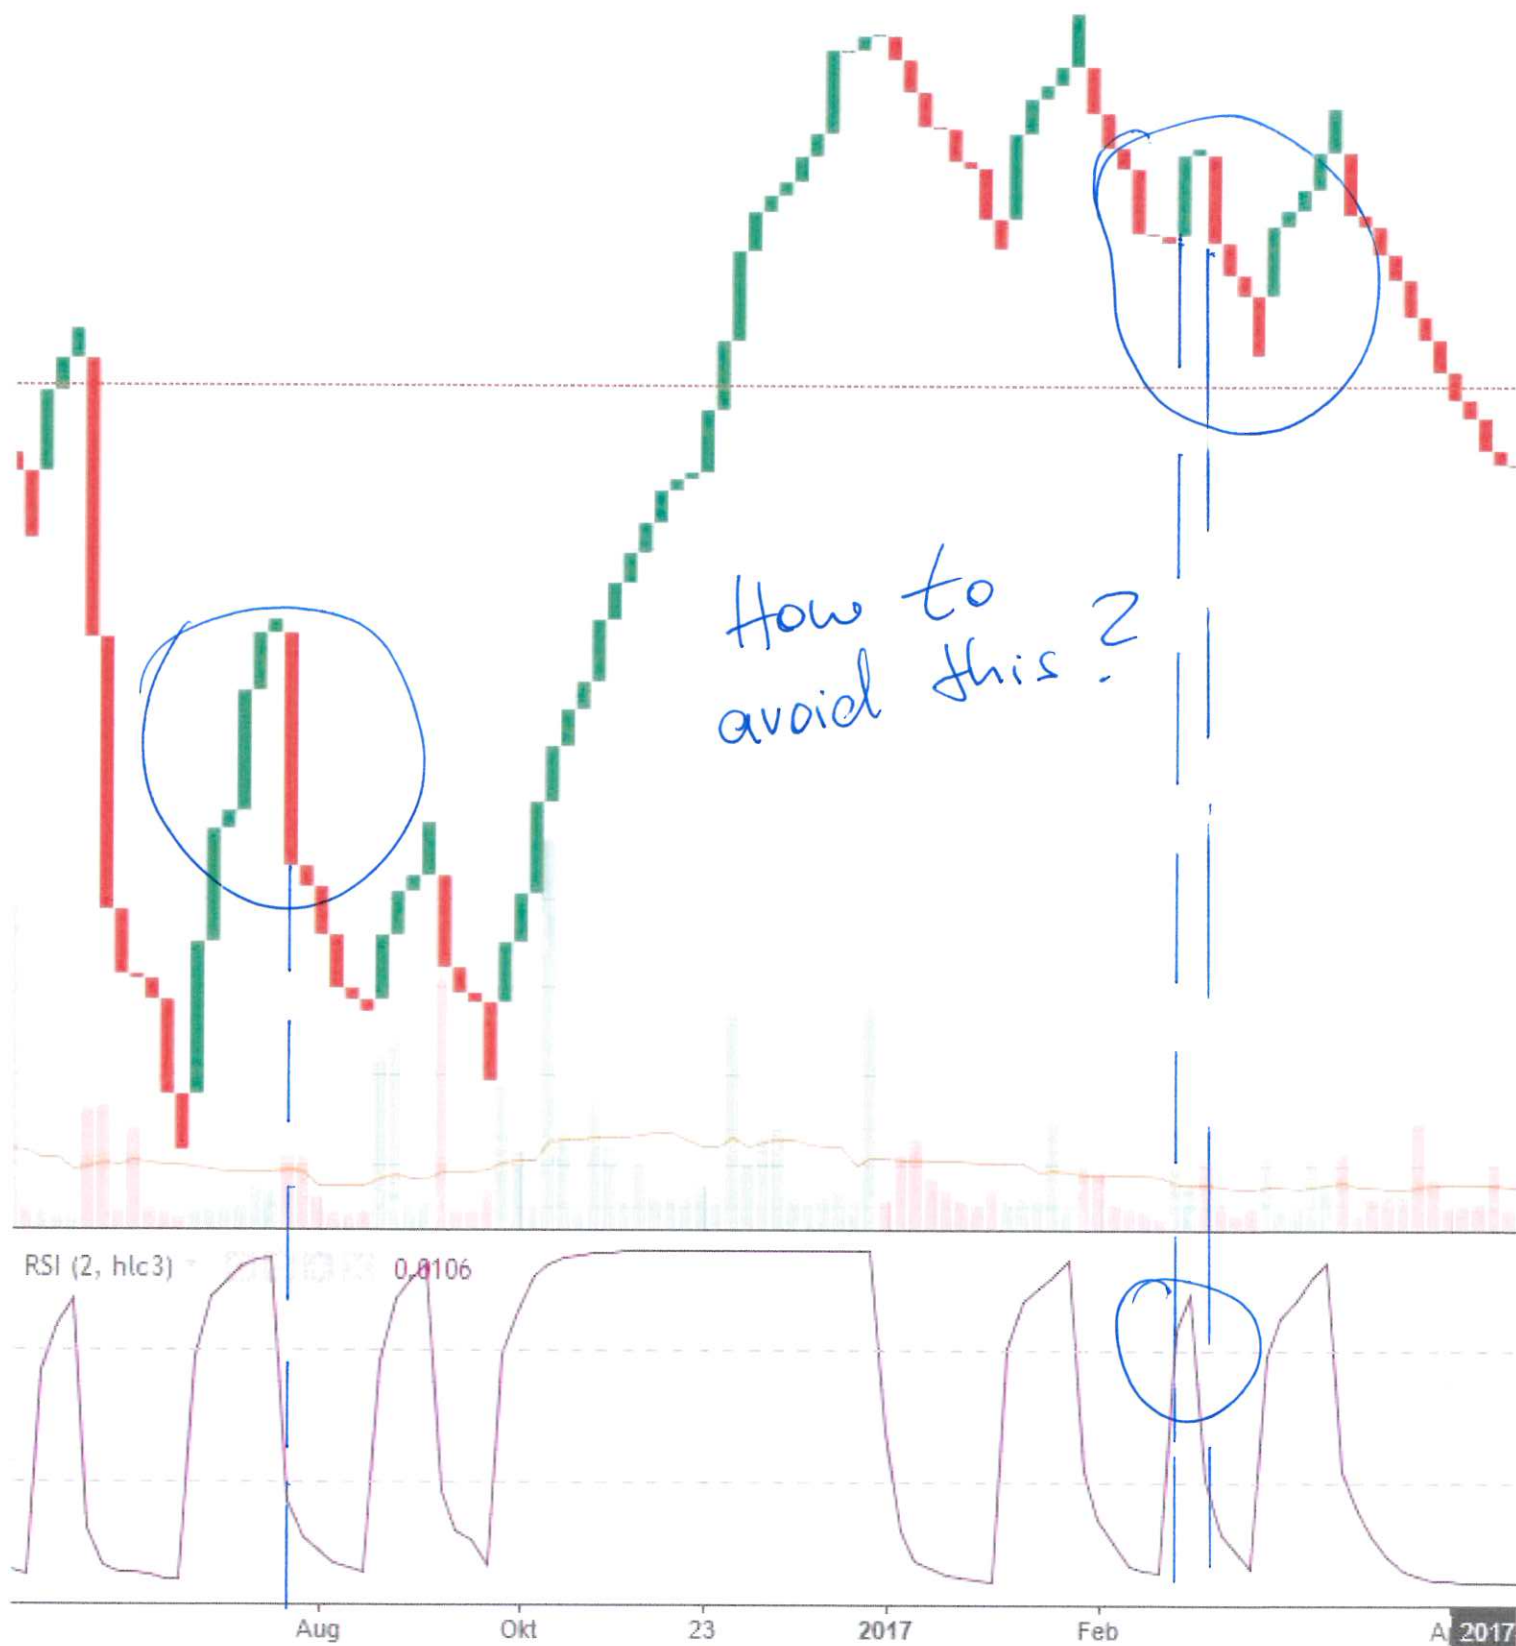 How to
avoid this?
RSI (2, hlc3)
0.0106
Aug
Okt
23
2017
Feb
2017